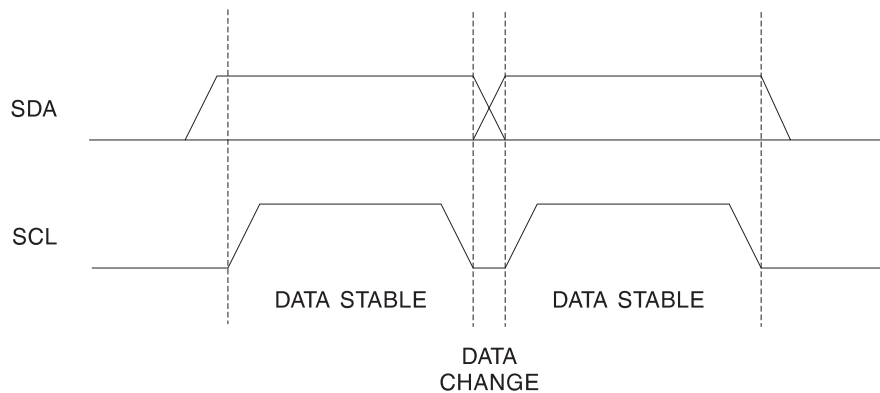 SDA
SCL
DATA STABLE
DATA STABLE
DATA
CHANGE